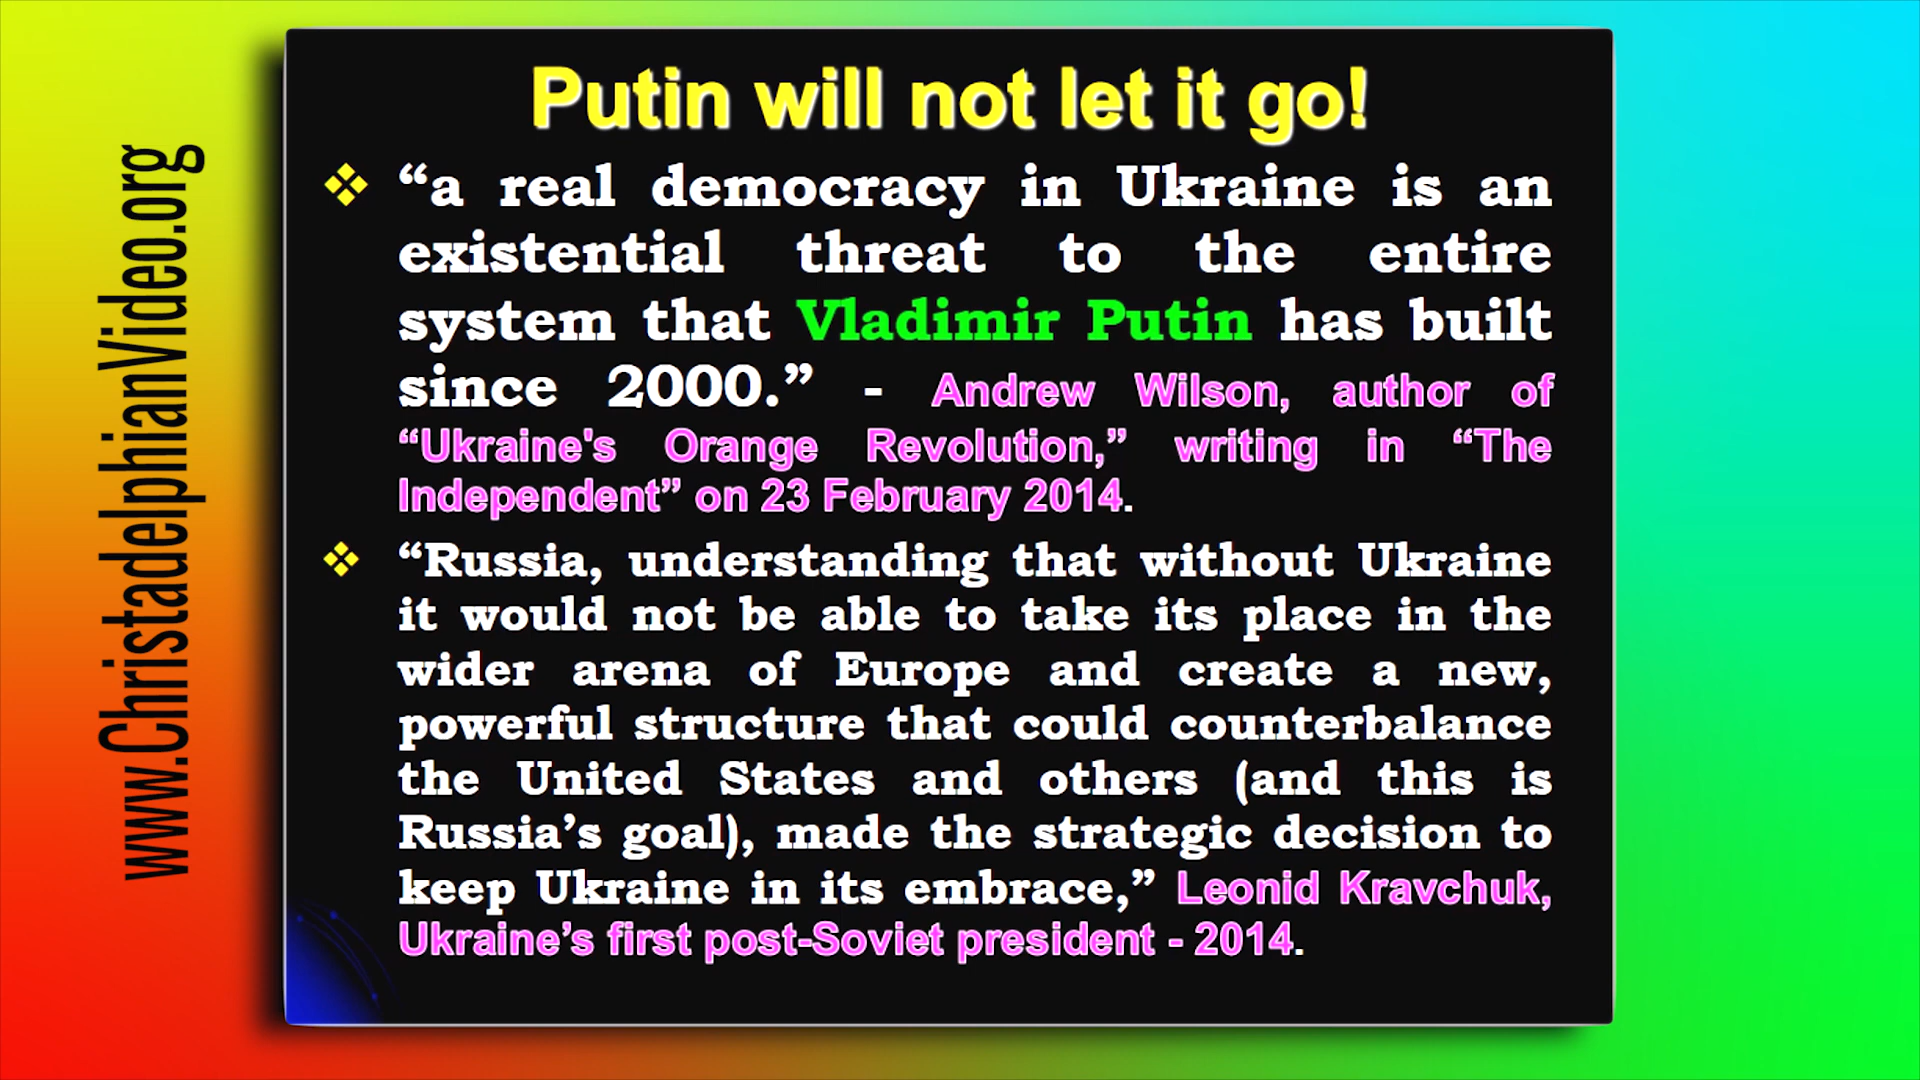 www.ChristadelphianVideo.org
Putin will not let it go!
“a real democracy in Ukraine is an
existential threat to the entire
system that Vladimir Putin has built
since 2000.” - Andrew Wilson, author of
“Ukraine's Orange Revolution,” writing in “The
Independent” on 23 February 2014.
“Russia, understanding that without Ukraine
it would not be able to take its place in the
wider arena of Europe and create a new,
powerful structure that could counterbalance
the United States and others (and this is
Russia’s goal), made the strategic decision to
keep Ukraine in its embrace,” Leonid Kravchuk,
Ukraine’s first post-Soviet president - 2014.